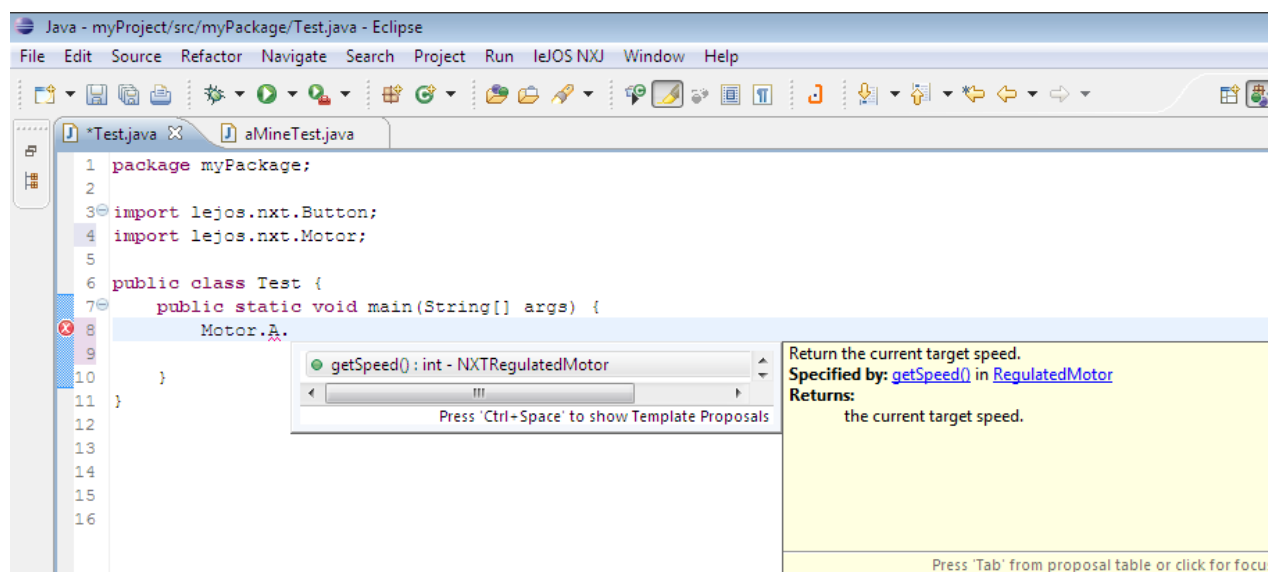 Java - myProject/src/myPackage/Test.java - Eclipse
File Edit Source Refactor Navigate Search Project Run leJOS NXJ Window Help
*Test.java aMineTest.java
1 package myPackage;
2
3 import lejos.nxt.Button;
4 import lejos.nxt.Motor;
5
6 public class Test {
7 public static void main(String[] args) {
8 Motor.A.
9
10 }
11 }
12
13
14
15
16
getSpeed() : int - NXTRegulatedMotor
Press 'Ctrl+Space' to show Template Proposals
Return the current target speed.
Specified by: getSpeed() in RegulatedMotor
Returns:
the current target speed.
Press 'Tab' from proposal table or click for focus